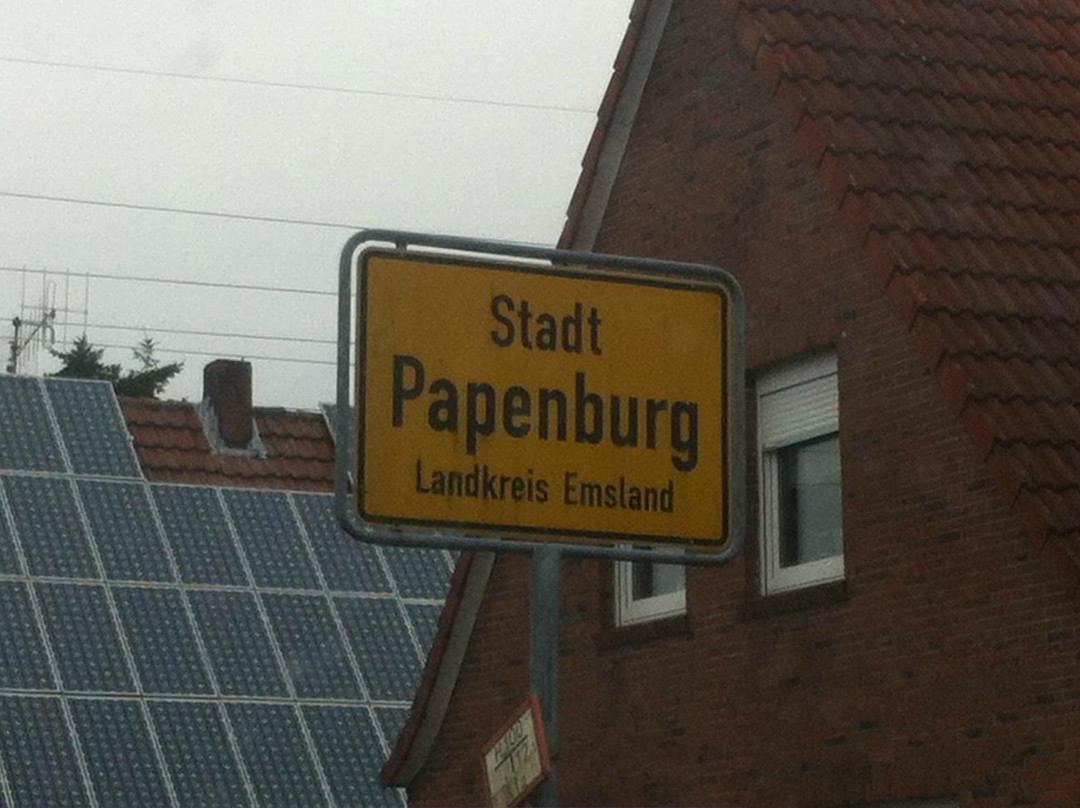 Stadt
Papenburg
Landkreis Emsland